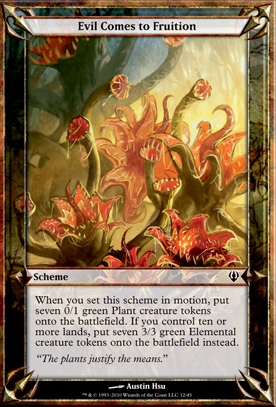 Evil Comes to Fruition
Scheme
When you set this scheme in motion, put
seven 0/1 green Plant creature tokens
onto the battlefield. If you control ten or
more lands, put seven 3/3 green Elemental
creature tokens onto the battlefield instead.
“The plants justify the means.”
Austin Hsu
™ & © 1993–2010 Wizards of the Coast LLC 12/45